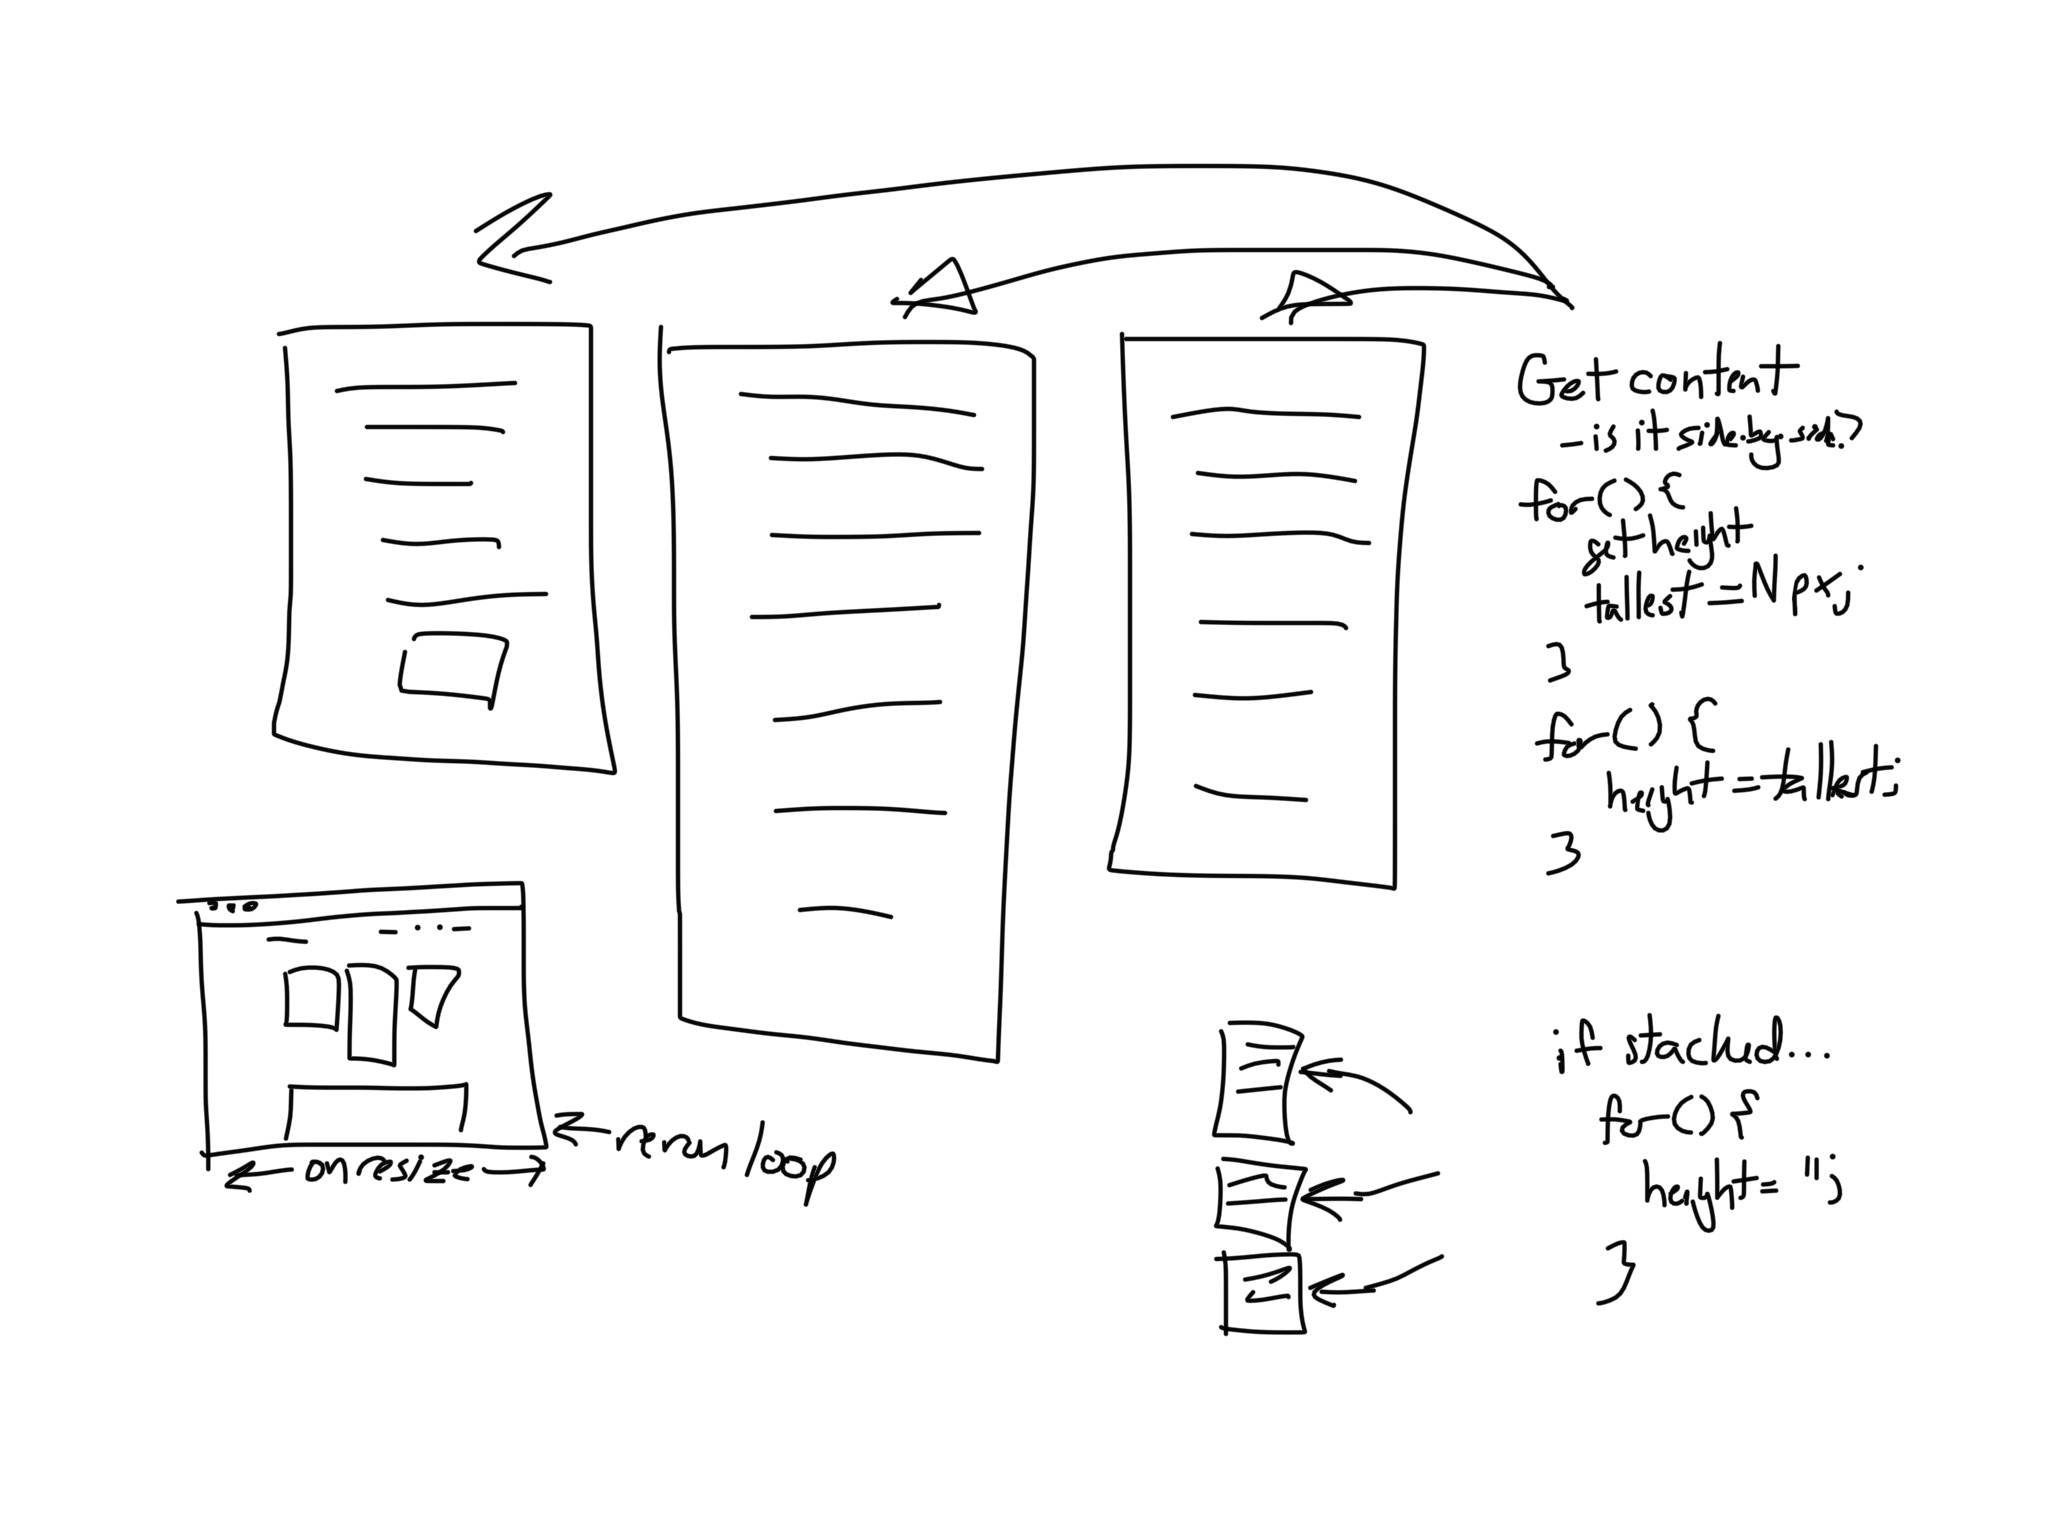 Get content
- is it side-by-side?
for() {
get height
tallest = N px;
}
for() {
height = tallest;
}
← on resize →
← rerun loop
if stacked...
for() {
height = '';
}